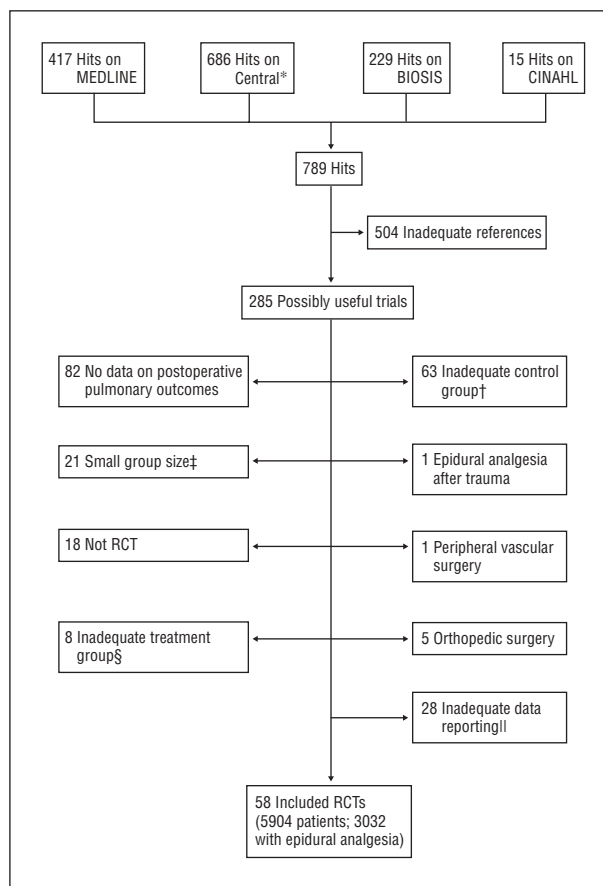 417 Hits on
MEDLINE
686 Hits on
Central*
229 Hits on
BIOSIS
15 Hits on
CINAHL
789 Hits
504 Inadequate references
285 Possibly useful trials
82 No data on postoperative
pulmonary outcomes
63 Inadequate control
group†
21 Small group size‡
1 Epidural analgesia
after trauma
18 Not RCT
1 Peripheral vascular
surgery
8 Inadequate treatment
group§
5 Orthopedic surgery
28 Inadequate data
reporting||
58 Included RCTs
(5904 patients; 3032
with epidural analgesia)